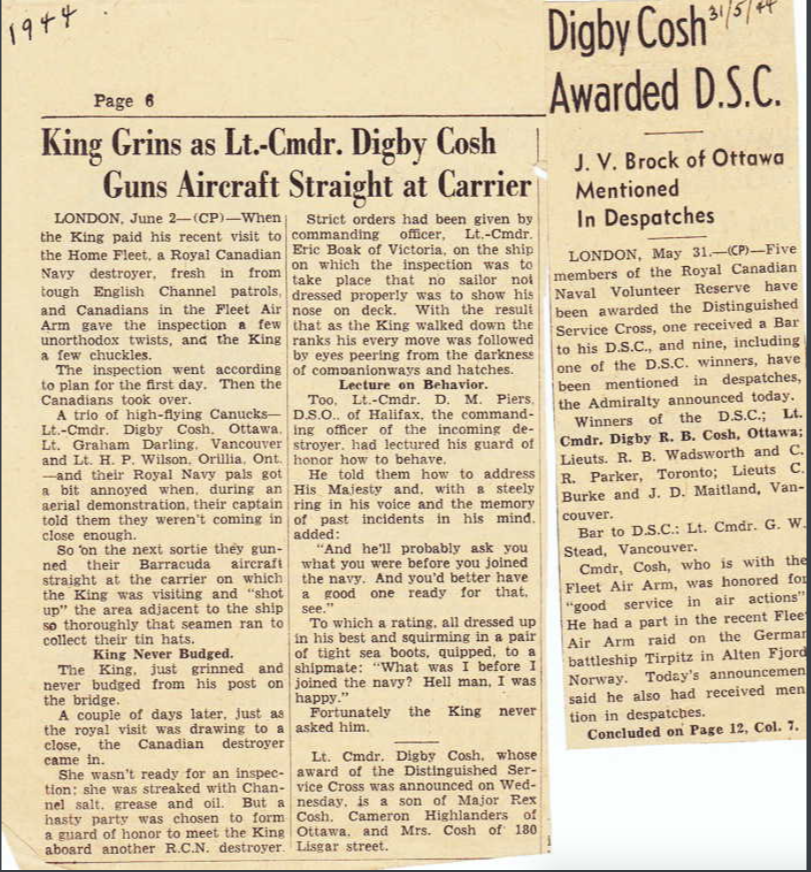 1944
Page 6
King Grins as Lt.-Cmdr. Digby Cosh
Guns Aircraft Straight at Carrier
LONDON, June 2—(CP)—When
the King paid his recent visit to
the Home Fleet, a Royal Canadian
Navy destroyer, fresh in from
tough English Channel patrols,
and Canadians in the Fleet Air
Arm gave the inspection a few
unorthodox twists, and the King
a few chuckles.
The inspection went according
to plan for the first day. Then the
Canadians took over.
A trio of high-flying Canucks—
Lt.-Cmdr. Digby Cosh, Ottawa,
Lt. Graham Darling, Vancouver
and Lt. H. P. Wilson, Orillia, Ont.
—and their Royal Navy pals got
a bit annoyed when, during an
aerial demonstration, their captain
told them they weren't coming in
close enough.
So on the next sortie they gun-
ned their Barracuda aircraft
straight at the carrier on which
the King was visiting and "shot
up" the area adjacent to the ship
so thoroughly that seamen ran to
collect their tin hats.
King Never Budged.
The King, just grinned and
never budged from his post on
the bridge.
A couple of days later, just as
the royal visit was drawing to a
close, the Canadian destroyer
came in.
She wasn't ready for an inspec-
tion; she was streaked with Chan-
nel salt, grease and oil. But a
hasty party was chosen to form
a guard of honor to meet the King
aboard another R.C.N. destroyer.
Strict orders had been given by
commanding officer, Lt.-Cmdr.
Eric Boak of Victoria, on the ship
on which the inspection was to
take place that no sailor not
dressed properly was to show his
nose on deck. With the result
that as the King walked down the
ranks his every move was followed
by eyes peering from the darkness
of companionways and hatches.
Lecture on Behavior.
Too, Lt.-Cmdr. D. M. Piers,
D.S.O., of Halifax, the command-
ing officer of the incoming de-
stroyer, had lectured his guard of
honor how to behave.
He told them how to address
His Majesty and, with a steely
ring in his voice and the memory
of past incidents in his mind,
added:
"And he'll probably ask you
what you were before you joined
the navy. And you'd better have
a good one ready for that,
see."
To which a rating, all dressed up
in his best and squirming in a pair
of tight sea boots, quipped, to a
shipmate: "What was I before I
joined the navy? Hell man, I was
happy."
Fortunately the King never
asked him.
Lt. Cmdr. Digby Cosh, whose
award of the Distinguished Ser-
vice Cross was announced on Wed-
nesday, is a son of Major Rex
Cosh, Cameron Highlanders of
Ottawa, and Mrs. Cosh of 180
Lisgar street.
31/5/44
Digby Cosh
Awarded D.S.C.
J. V. Brock of Ottawa
Mentioned
In Despatches
LONDON, May 31.—(CP)—Five
members of the Royal Canadian
Naval Volunteer Reserve have
been awarded the Distinguished
Service Cross, one received a Bar
to his D.S.C., and nine, including
one of the D.S.C. winners, have
been mentioned in despatches,
the Admiralty announced today.
Winners of the D.S.C.; Lt.
Cmdr. Digby R. B. Cosh, Ottawa;
Lieuts. R. B. Wadsworth and C.
R. Parker, Toronto; Lieuts C.
Burke and J. D. Maitland, Van-
couver.
Bar to D.S.C.: Lt. Cmdr. G. W.
Stead, Vancouver.
Cmdr, Cosh, who is with the
Fleet Air Arm, was honored for
"good service in air actions"
He had a part in the recent Flee
Air Arm raid on the German
battleship Tirpitz in Alten Fjord
Norway. Today's announcemen
said he also had received men
tion in despatches.
Concluded on Page 12, Col. 7.